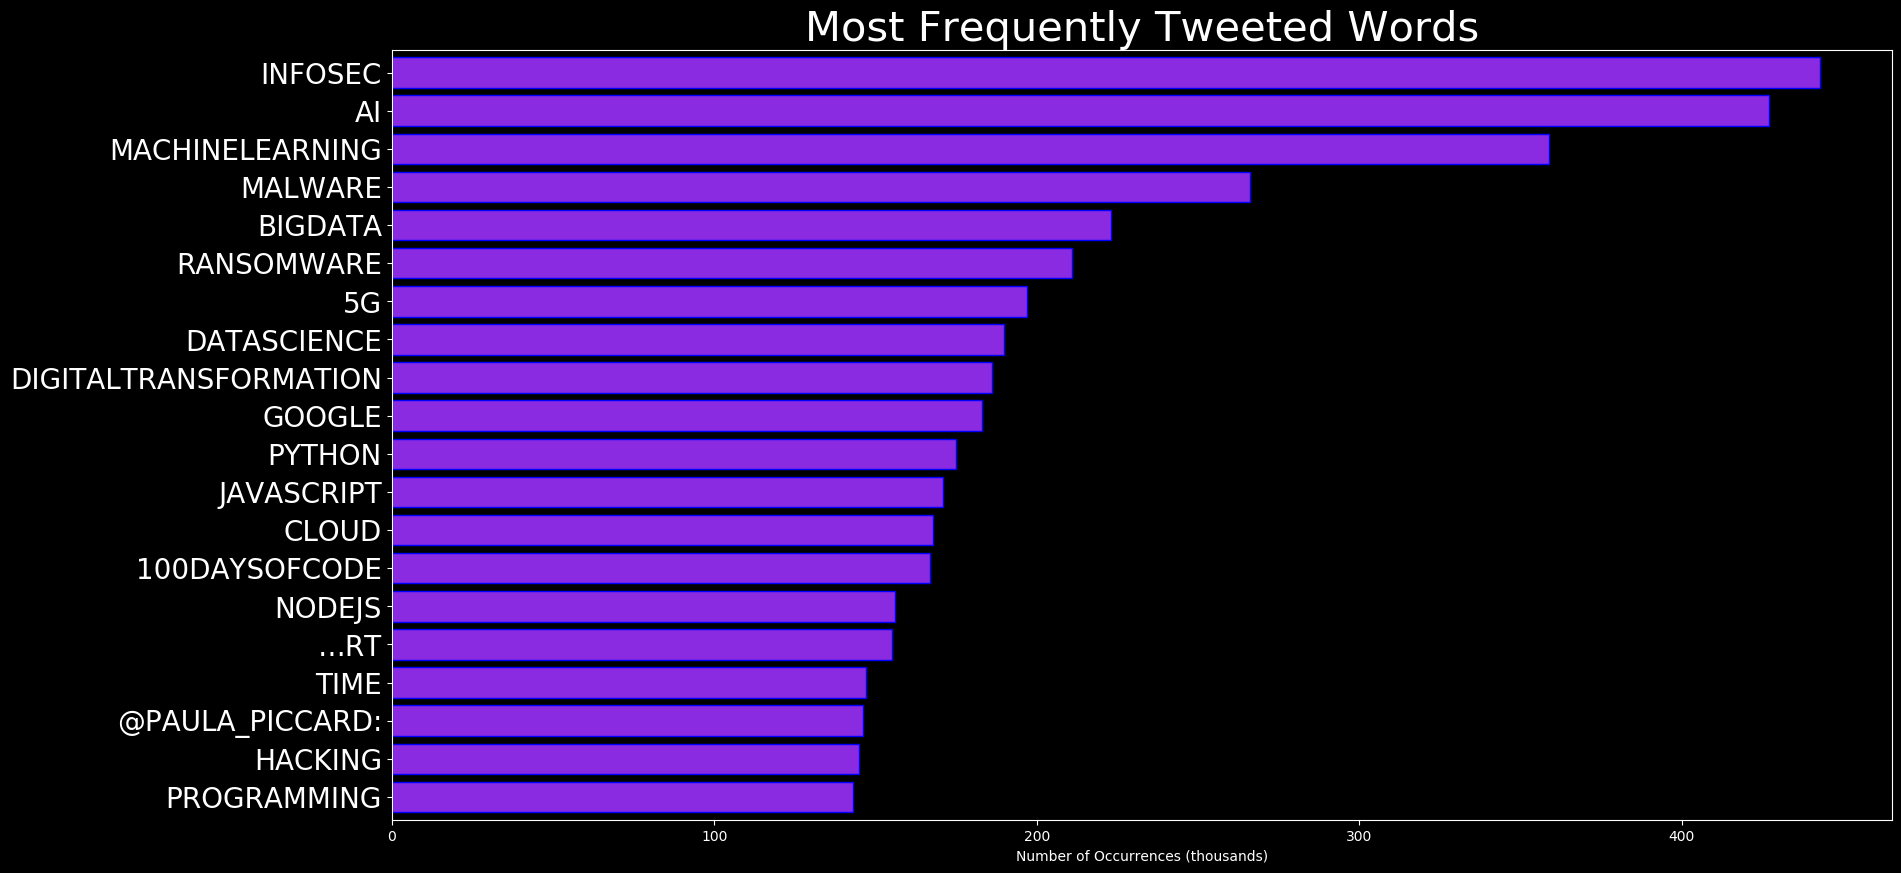 Most Frequently Tweeted Words
INFOSEC
AI
MACHINELEARNING
MALWARE
BIGDATA
RANSOMWARE
5G
DATASCIENCE
DIGITALTRANSFORMATION
GOOGLE
PYTHON
JAVASCRIPT
CLOUD
100DAYSOFCODE
NODEJS
…RT
TIME
@PAULA_PICCARD:
HACKING
PROGRAMMING
0 100 200 300 400
Number of Occurrences (thousands)